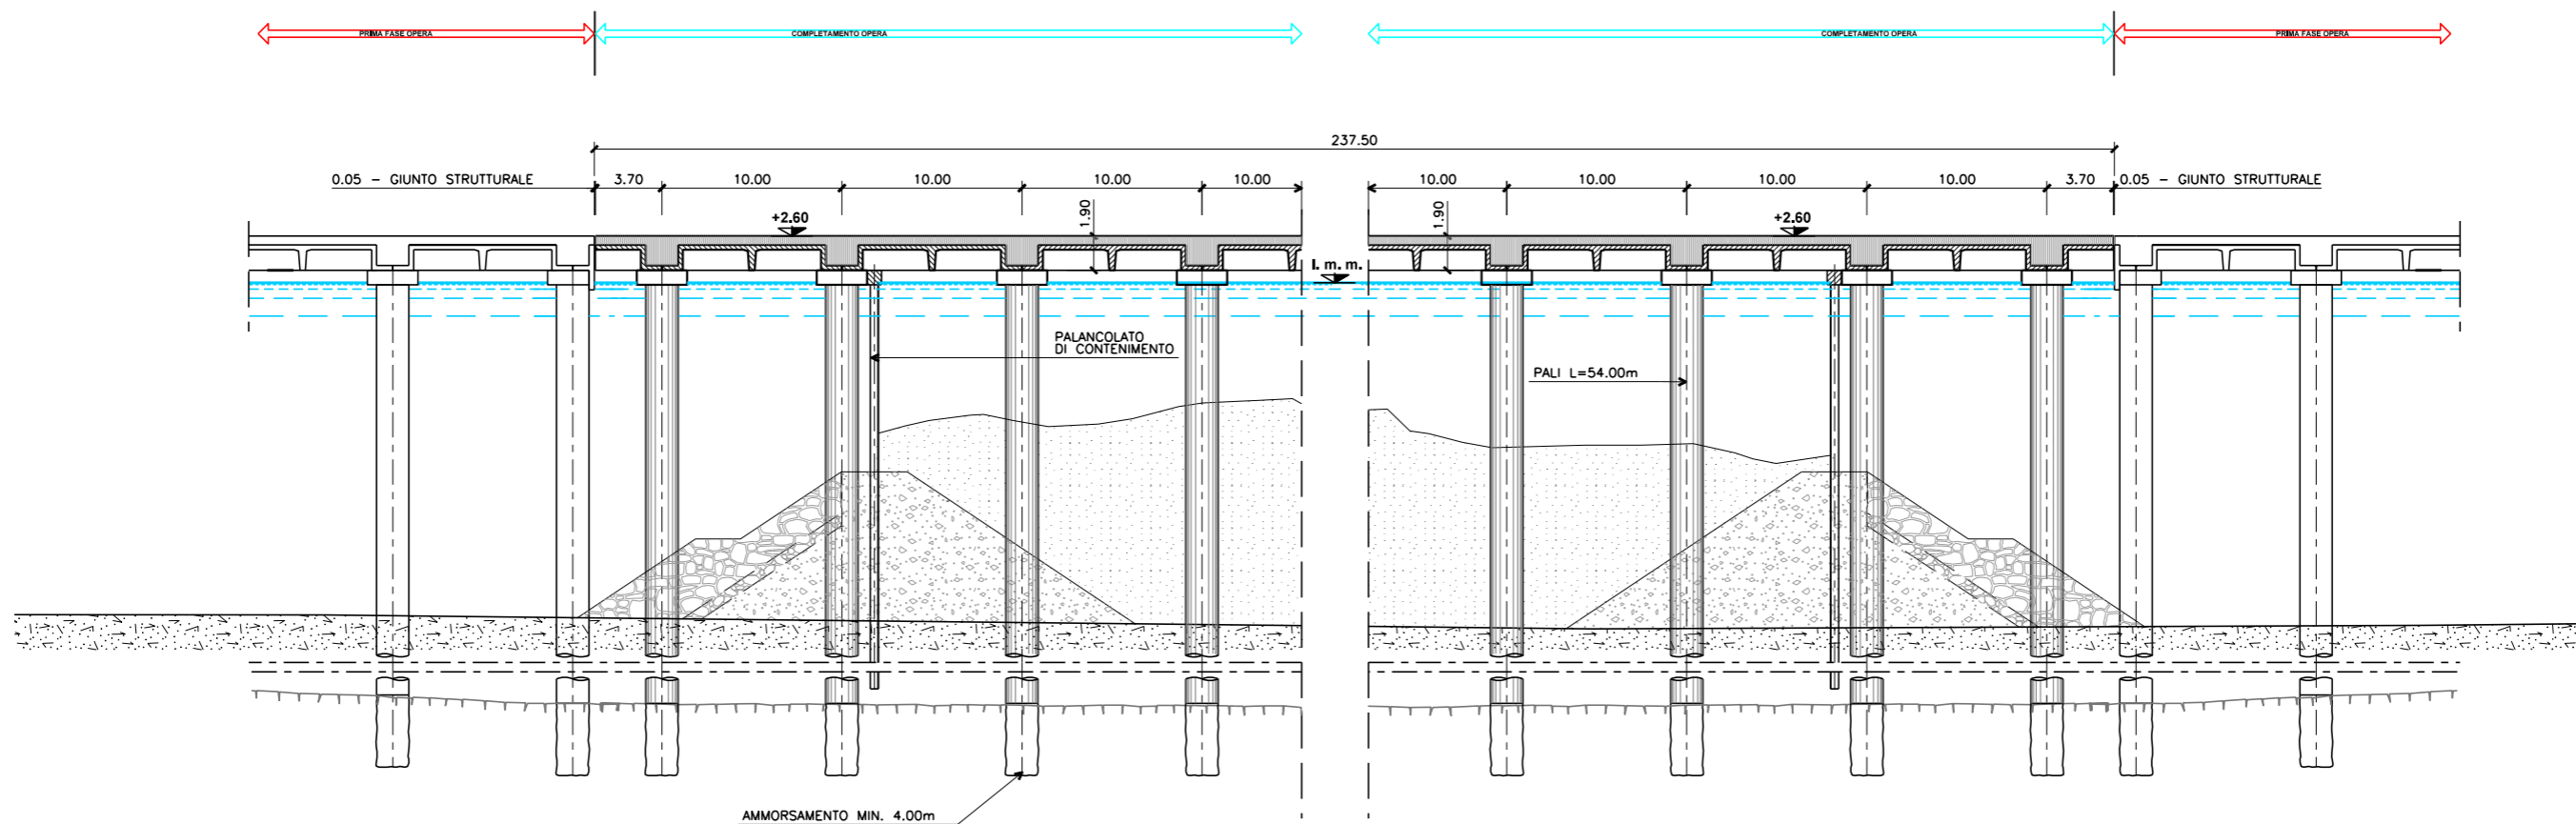 PRIMA FASE OPERA
COMPLETAMENTO OPERA
COMPLETAMENTO OPERA
PRIMA FASE OPERA
237.50
0.05 – GIUNTO STRUTTURALE
3.70
10.00
10.00
10.00
10.00
10.00
10.00
10.00
10.00
3.70
0.05 – GIUNTO STRUTTURALE
+2.60
1.90
1.90
+2.60
l. m. m.
PALANCOLATO
DI CONTENIMENTO
PALI L=54.00m
AMMORSAMENTO MIN. 4.00m